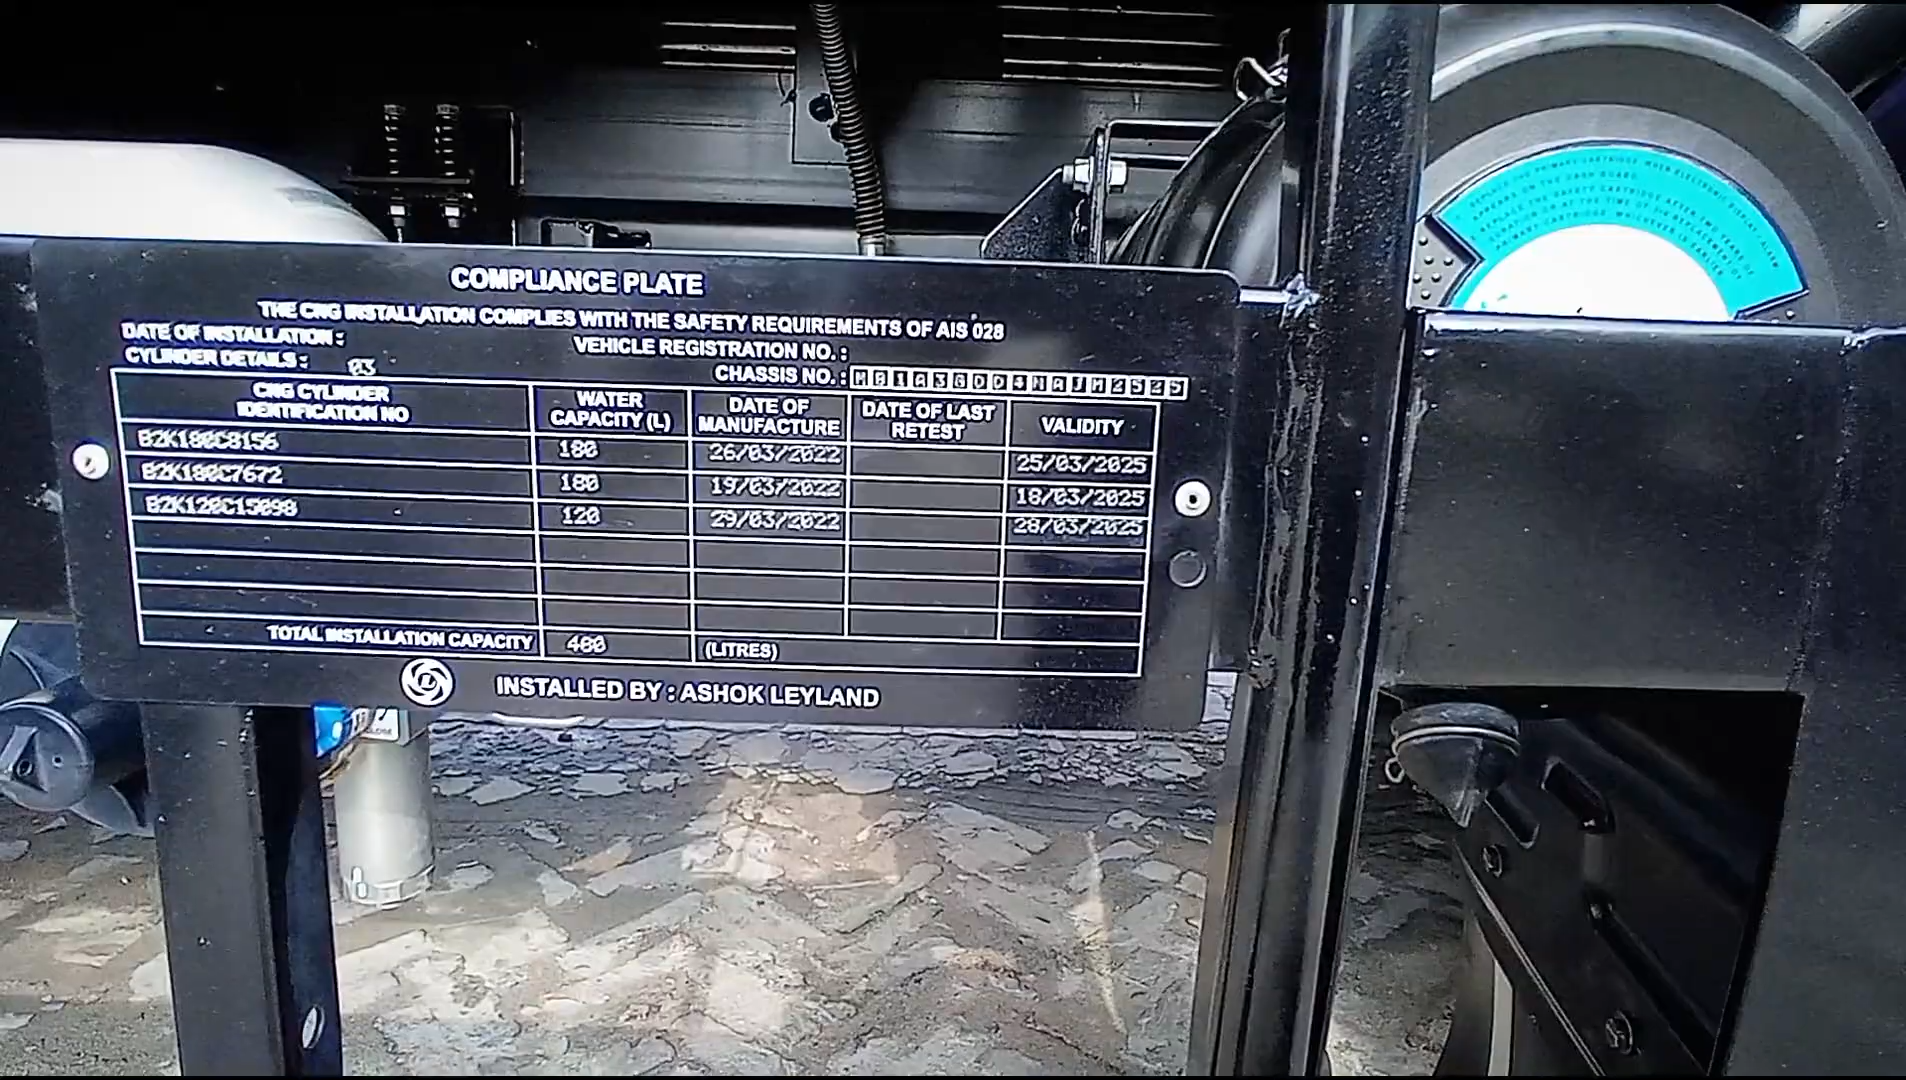 COMPLIANCE PLATE
THE CNG INSTALLATION COMPLIES WITH THE SAFETY REQUIREMENTS OF AIS 028
DATE OF INSTALLATION :
VEHICLE REGISTRATION NO. :
CYLINDER DETAILS : 03
CHASSIS NO. : MB1A3GDD4NAJM2525
CNG CYLINDER IDENTIFICATION NO WATER CAPACITY (L) DATE OF MANUFACTURE DATE OF LAST RETEST VALIDITY
B2K180C8156 180 26/03/2022 25/03/2025
B2K180C7672 180 19/03/2022 18/03/2025
B2K120C15098 120 29/03/2022 28/03/2025
TOTAL INSTALLATION CAPACITY 480 (LITRES)
INSTALLED BY : ASHOK LEYLAND